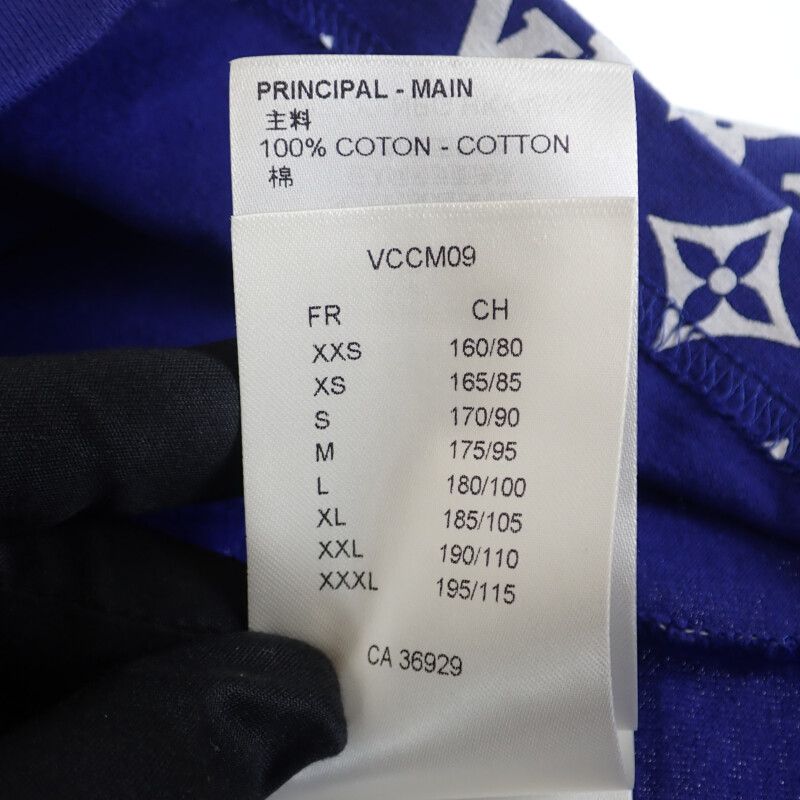 PRINCIPAL - MAIN
主料
100% COTON - COTTON
棉
VCCM09
FR CH
XXS 160/80
XS 165/85
S 170/90
M 175/95
L 180/100
XL 185/105
XXL 190/110
XXXL 195/115
CA 36929